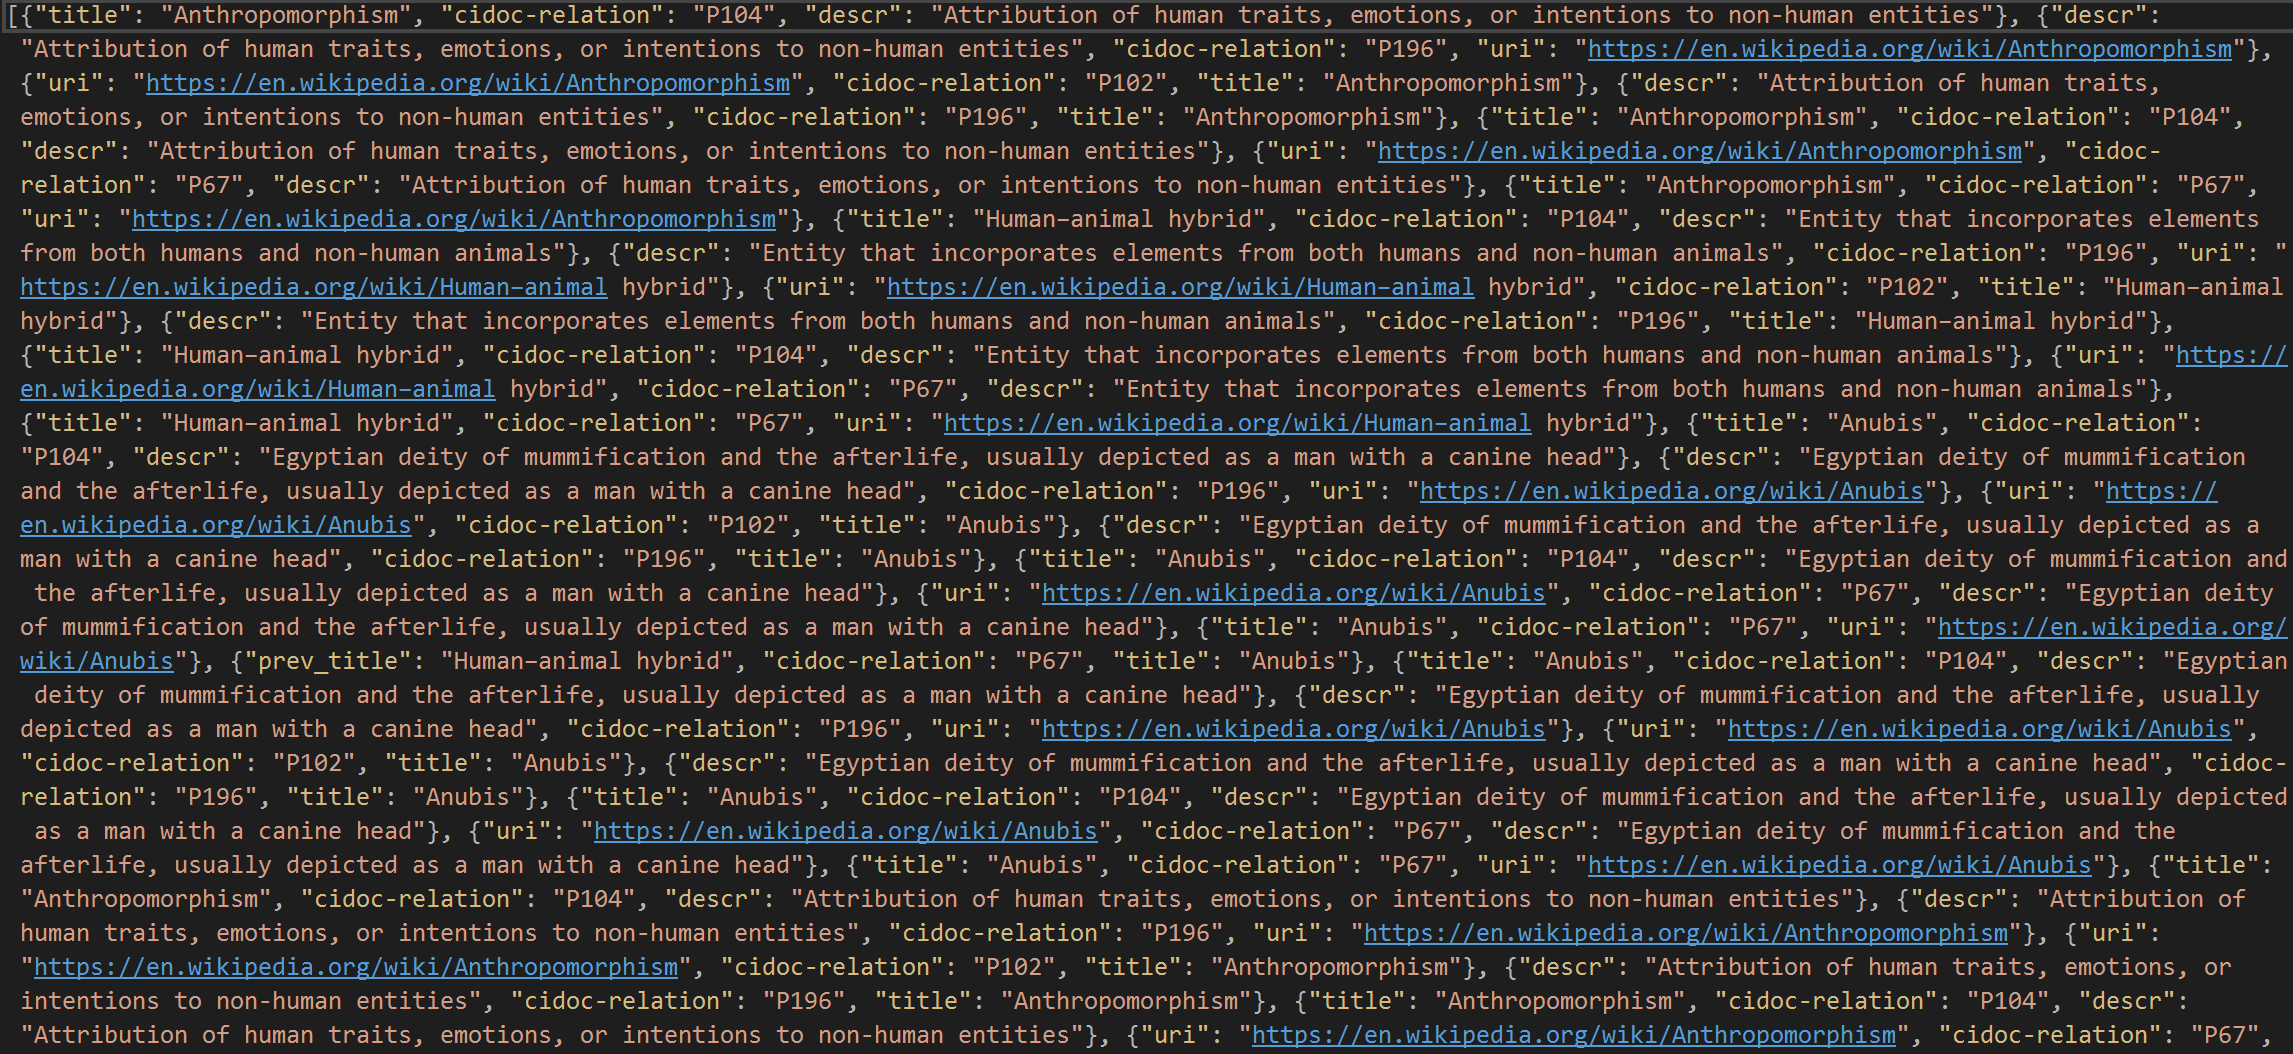 [{"title": "Anthropomorphism", "cidoc-relation": "P104", "descr": "Attribution of human traits, emotions, or intentions to non-human entities"}, {"descr":
"Attribution of human traits, emotions, or intentions to non-human entities", "cidoc-relation": "P196", "uri": "https://en.wikipedia.org/wiki/Anthropomorphism"},
{"uri": "https://en.wikipedia.org/wiki/Anthropomorphism", "cidoc-relation": "P102", "title": "Anthropomorphism"}, {"descr": "Attribution of human traits,
emotions, or intentions to non-human entities", "cidoc-relation": "P196", "title": "Anthropomorphism"}, {"title": "Anthropomorphism", "cidoc-relation": "P104",
"descr": "Attribution of human traits, emotions, or intentions to non-human entities"}, {"uri": "https://en.wikipedia.org/wiki/Anthropomorphism", "cidoc-
relation": "P67", "descr": "Attribution of human traits, emotions, or intentions to non-human entities"}, {"title": "Anthropomorphism", "cidoc-relation": "P67",
"uri": "https://en.wikipedia.org/wiki/Anthropomorphism"}, {"title": "Human–animal hybrid", "cidoc-relation": "P104", "descr": "Entity that incorporates elements
from both humans and non-human animals"}, {"descr": "Entity that incorporates elements from both humans and non-human animals", "cidoc-relation": "P196", "uri": "
https://en.wikipedia.org/wiki/Human–animal hybrid"}, {"uri": "https://en.wikipedia.org/wiki/Human–animal hybrid", "cidoc-relation": "P102", "title": "Human–animal
hybrid"}, {"descr": "Entity that incorporates elements from both humans and non-human animals", "cidoc-relation": "P196", "title": "Human–animal hybrid"},
{"title": "Human–animal hybrid", "cidoc-relation": "P104", "descr": "Entity that incorporates elements from both humans and non-human animals"}, {"uri": "https://
en.wikipedia.org/wiki/Human–animal hybrid", "cidoc-relation": "P67", "descr": "Entity that incorporates elements from both humans and non-human animals"},
{"title": "Human–animal hybrid", "cidoc-relation": "P67", "uri": "https://en.wikipedia.org/wiki/Human–animal hybrid"}, {"title": "Anubis", "cidoc-relation":
"P104", "descr": "Egyptian deity of mummification and the afterlife, usually depicted as a man with a canine head"}, {"descr": "Egyptian deity of mummification
and the afterlife, usually depicted as a man with a canine head", "cidoc-relation": "P196", "uri": "https://en.wikipedia.org/wiki/Anubis"}, {"uri": "https://
en.wikipedia.org/wiki/Anubis", "cidoc-relation": "P102", "title": "Anubis"}, {"descr": "Egyptian deity of mummification and the afterlife, usually depicted as a
man with a canine head", "cidoc-relation": "P196", "title": "Anubis"}, {"title": "Anubis", "cidoc-relation": "P104", "descr": "Egyptian deity of mummification and
the afterlife, usually depicted as a man with a canine head"}, {"uri": "https://en.wikipedia.org/wiki/Anubis", "cidoc-relation": "P67", "descr": "Egyptian deity
of mummification and the afterlife, usually depicted as a man with a canine head"}, {"title": "Anubis", "cidoc-relation": "P67", "uri": "https://en.wikipedia.org/
wiki/Anubis"}, {"prev_title": "Human–animal hybrid", "cidoc-relation": "P67", "title": "Anubis"}, {"title": "Anubis", "cidoc-relation": "P104", "descr": "Egyptian
deity of mummification and the afterlife, usually depicted as a man with a canine head"}, {"descr": "Egyptian deity of mummification and the afterlife, usually
depicted as a man with a canine head", "cidoc-relation": "P196", "uri": "https://en.wikipedia.org/wiki/Anubis"}, {"uri": "https://en.wikipedia.org/wiki/Anubis",
"cidoc-relation": "P102", "title": "Anubis"}, {"descr": "Egyptian deity of mummification and the afterlife, usually depicted as a man with a canine head", "cidoc-
relation": "P196", "title": "Anubis"}, {"title": "Anubis", "cidoc-relation": "P104", "descr": "Egyptian deity of mummification and the afterlife, usually depicted
as a man with a canine head"}, {"uri": "https://en.wikipedia.org/wiki/Anubis", "cidoc-relation": "P67", "descr": "Egyptian deity of mummification and the
afterlife, usually depicted as a man with a canine head"}, {"title": "Anubis", "cidoc-relation": "P67", "uri": "https://en.wikipedia.org/wiki/Anubis"}, {"title":
"Anthropomorphism", "cidoc-relation": "P104", "descr": "Attribution of human traits, emotions, or intentions to non-human entities"}, {"descr": "Attribution of
human traits, emotions, or intentions to non-human entities", "cidoc-relation": "P196", "uri": "https://en.wikipedia.org/wiki/Anthropomorphism"}, {"uri":
"https://en.wikipedia.org/wiki/Anthropomorphism", "cidoc-relation": "P102", "title": "Anthropomorphism"}, {"descr": "Attribution of human traits, emotions, or
intentions to non-human entities", "cidoc-relation": "P196", "title": "Anthropomorphism"}, {"title": "Anthropomorphism", "cidoc-relation": "P104", "descr":
"Attribution of human traits, emotions, or intentions to non-human entities"}, {"uri": "https://en.wikipedia.org/wiki/Anthropomorphism", "cidoc-relation": "P67",